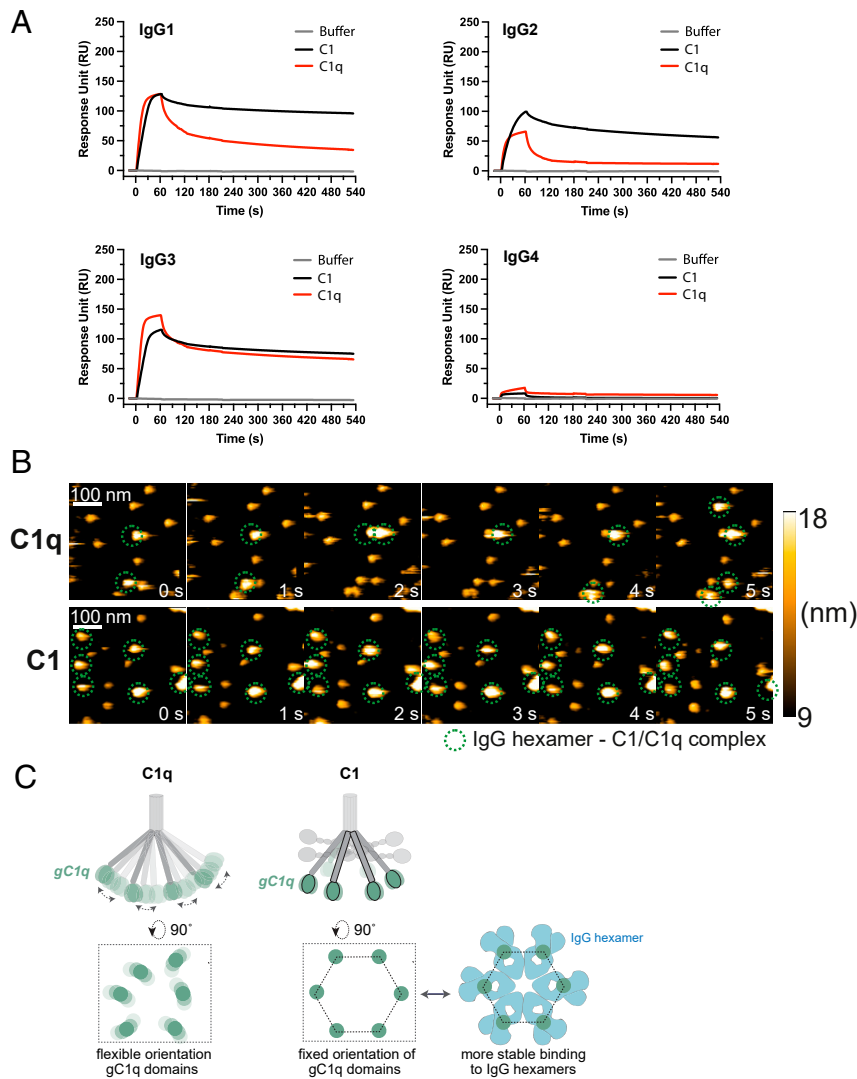 A
IgG1
Buffer
C1
C1q
Response Unit (RU)
250
200
150
100
50
0
0 60 120 180 240 300 360 420 480 540
Time (s)
IgG2
Buffer
C1
C1q
Response Unit (RU)
250
200
150
100
50
0
0 60 120 180 240 300 360 420 480 540
Time (s)
IgG3
Buffer
C1
C1q
Response Unit (RU)
250
200
150
100
50
0
0 60 120 180 240 300 360 420 480 540
Time (s)
IgG4
Buffer
C1
C1q
Response Unit (RU)
250
200
150
100
50
0
0 60 120 180 240 300 360 420 480 540
Time (s)
B
C1q
100 nm
0 s
1 s
2 s
3 s
4 s
5 s
C1
100 nm
0 s
1 s
2 s
3 s
4 s
5 s
18
(nm)
9
IgG hexamer - C1/C1q complex
C
C1q
gC1q
90°
flexible orientation
gC1q domains
C1
gC1q
90°
fixed orientation of
gC1q domains
IgG hexamer
more stable binding
to IgG hexamers